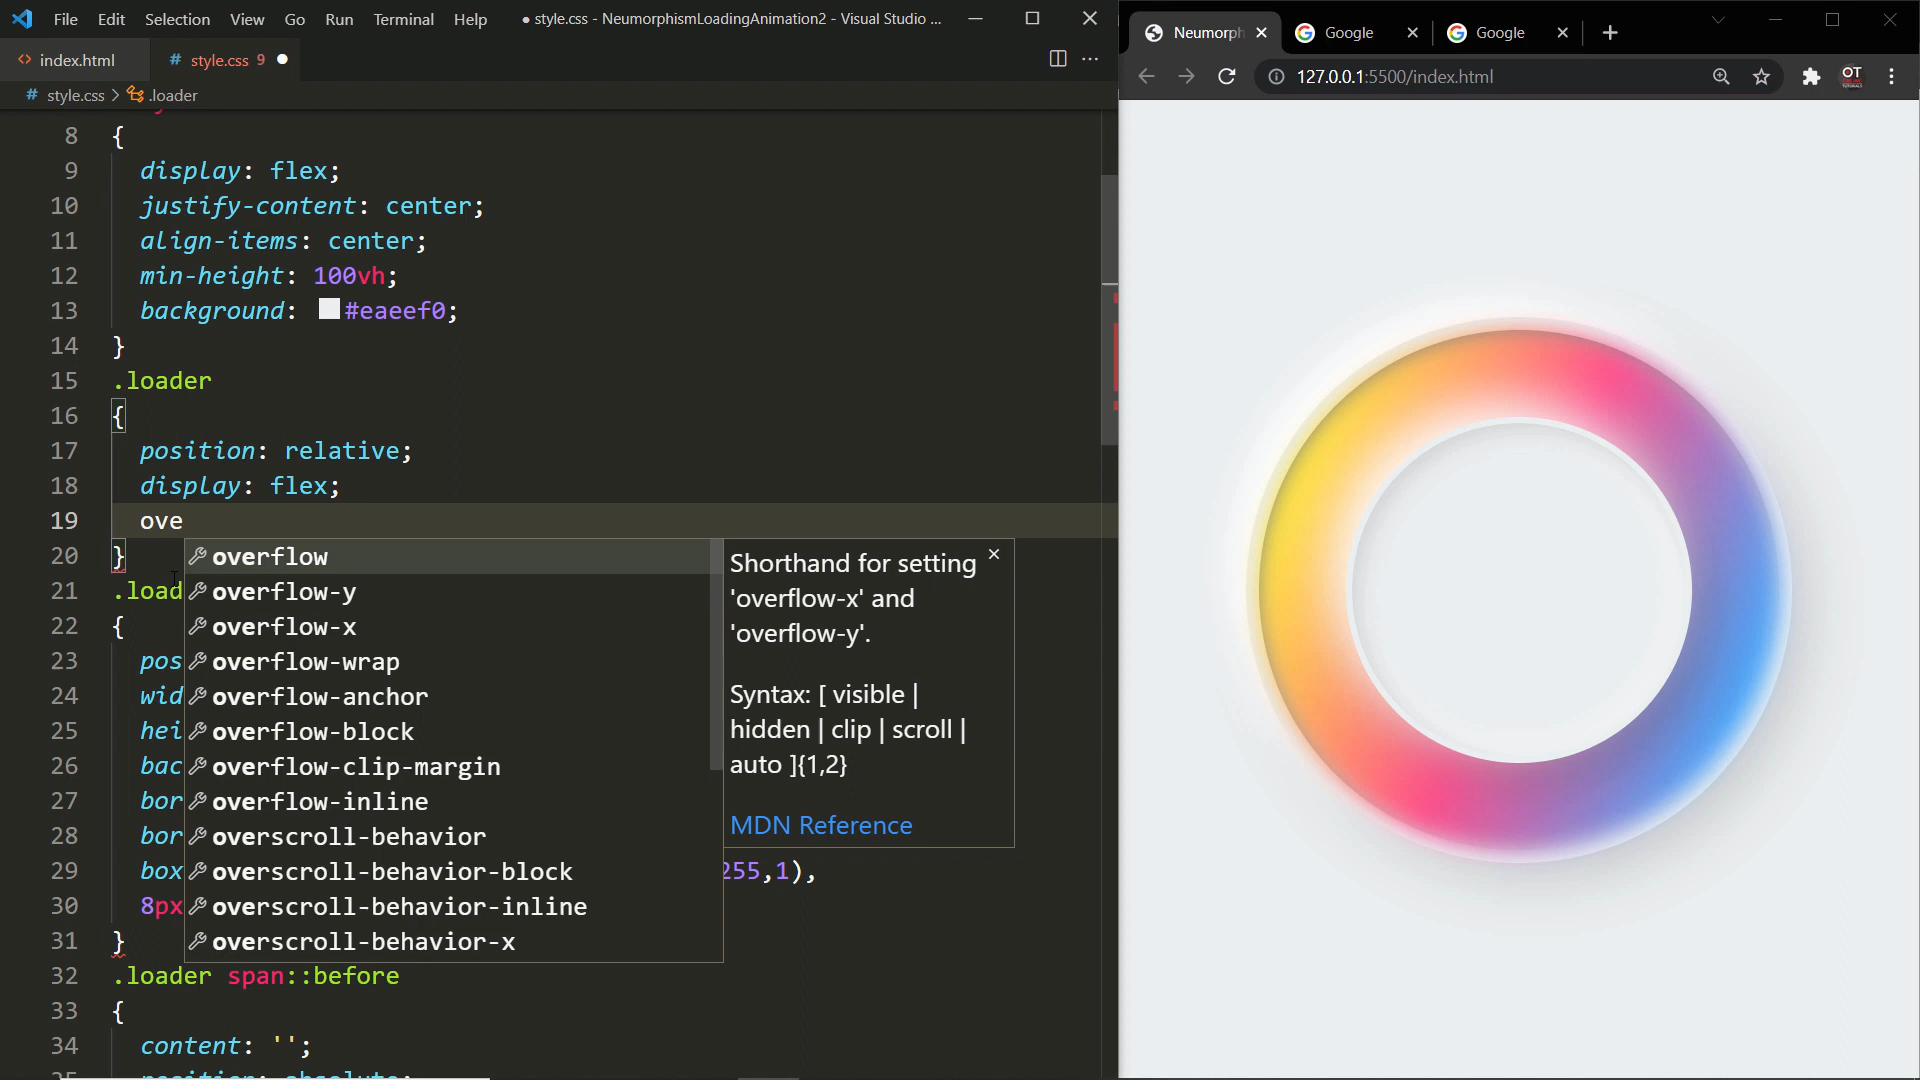 File Edit Selection View Go Run Terminal Help ● style.css - NeumorphismLoadingAnimation2 - Visual Studio ...
<> index.html # style.css 9 ●
# style.css > .loader
8 {
9 display: flex;
10 justify-content: center;
11 align-items: center;
12 min-height: 100vh;
13 background: #eaeef0;
14 }
15 .loader
16 {
17 position: relative;
18 display: flex;
19 ove
20 }
21 .load
22 {
23 pos
24 wid
25 hei
26 bac
27 bor
28 bor
29 box 255,1),
30 8px
31 }
32 .loader span::before
33 {
34 content: '';
overflow
overflow-y
overflow-x
overflow-wrap
overflow-anchor
overflow-block
overflow-clip-margin
overflow-inline
overscroll-behavior
overscroll-behavior-block
overscroll-behavior-inline
overscroll-behavior-x
Shorthand for setting
'overflow-x' and
'overflow-y'.
Syntax: [ visible |
hidden | clip | scroll |
auto ]{1,2}
MDN Reference
Neumorph Google Google
127.0.0.1:5500/index.html
OT